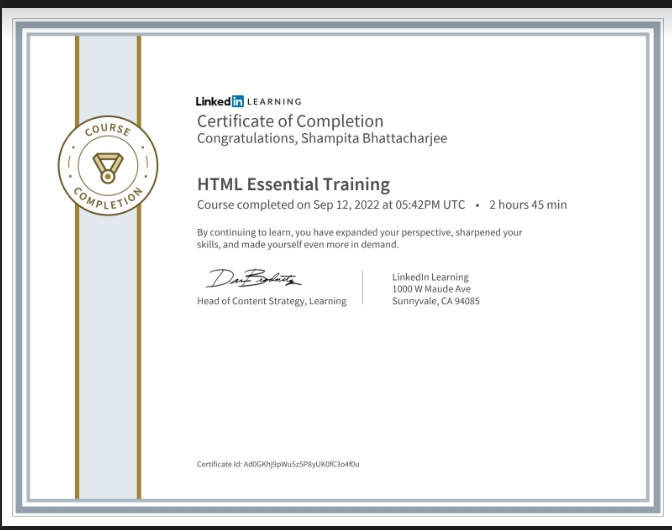 COURSE
COMPLETION
Linked in LEARNING
Certificate of Completion
Congratulations, Shampita Bhattacharjee
HTML Essential Training
Course completed on Sep 12, 2022 at 05:42PM UTC • 2 hours 45 min
By continuing to learn, you have expanded your perspective, sharpened your
skills, and made yourself even more in demand.
Head of Content Strategy, Learning
LinkedIn Learning
1000 W Maude Ave
Sunnyvale, CA 94085
Certificate Id: